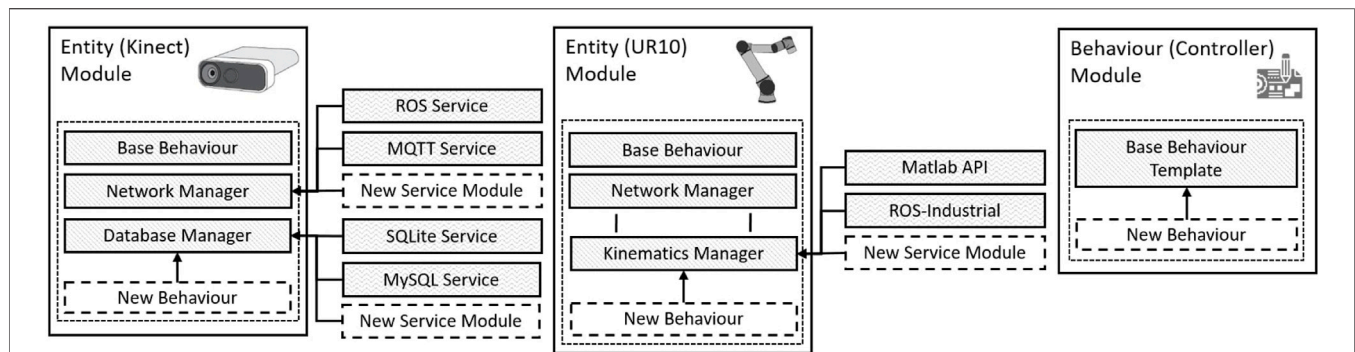 Entity (Kinect)
Module
Base Behaviour
Network Manager
Database Manager
New Behaviour
ROS Service
MQTT Service
New Service Module
SQLite Service
MySQL Service
New Service Module
Entity (UR10)
Module
Base Behaviour
Network Manager
Kinematics Manager
New Behaviour
Matlab API
ROS-Industrial
New Service Module
Behaviour (Controller)
Module
Base Behaviour
Template
New Behaviour